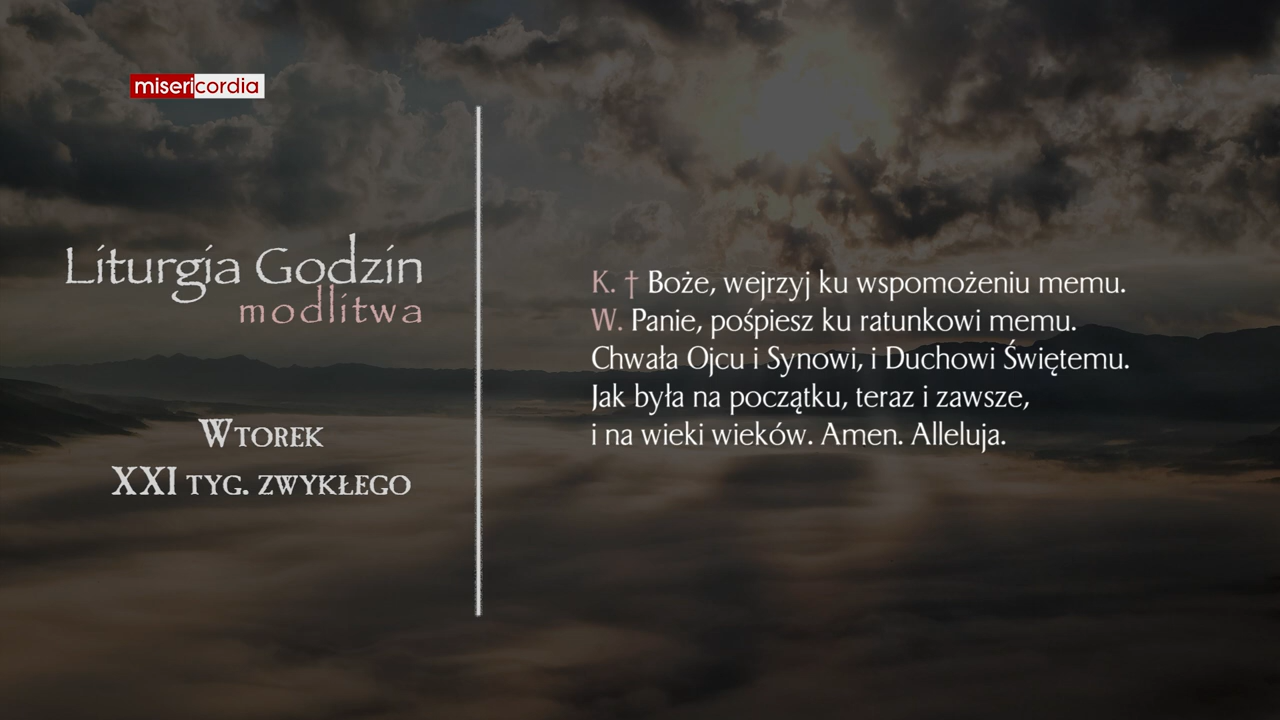 misericordia
Liturgia Godzin
modlitwa
Wtorek
XXI tyg. zwykłego
K. † Boże, wejrzyj ku wspomożeniu memu.
W. Panie, pośpiesz ku ratunkowi memu.
Chwała Ojcu i Synowi, i Duchowi Świętemu.
Jak była na początku, teraz i zawsze,
i na wieki wieków. Amen. Alleluja.